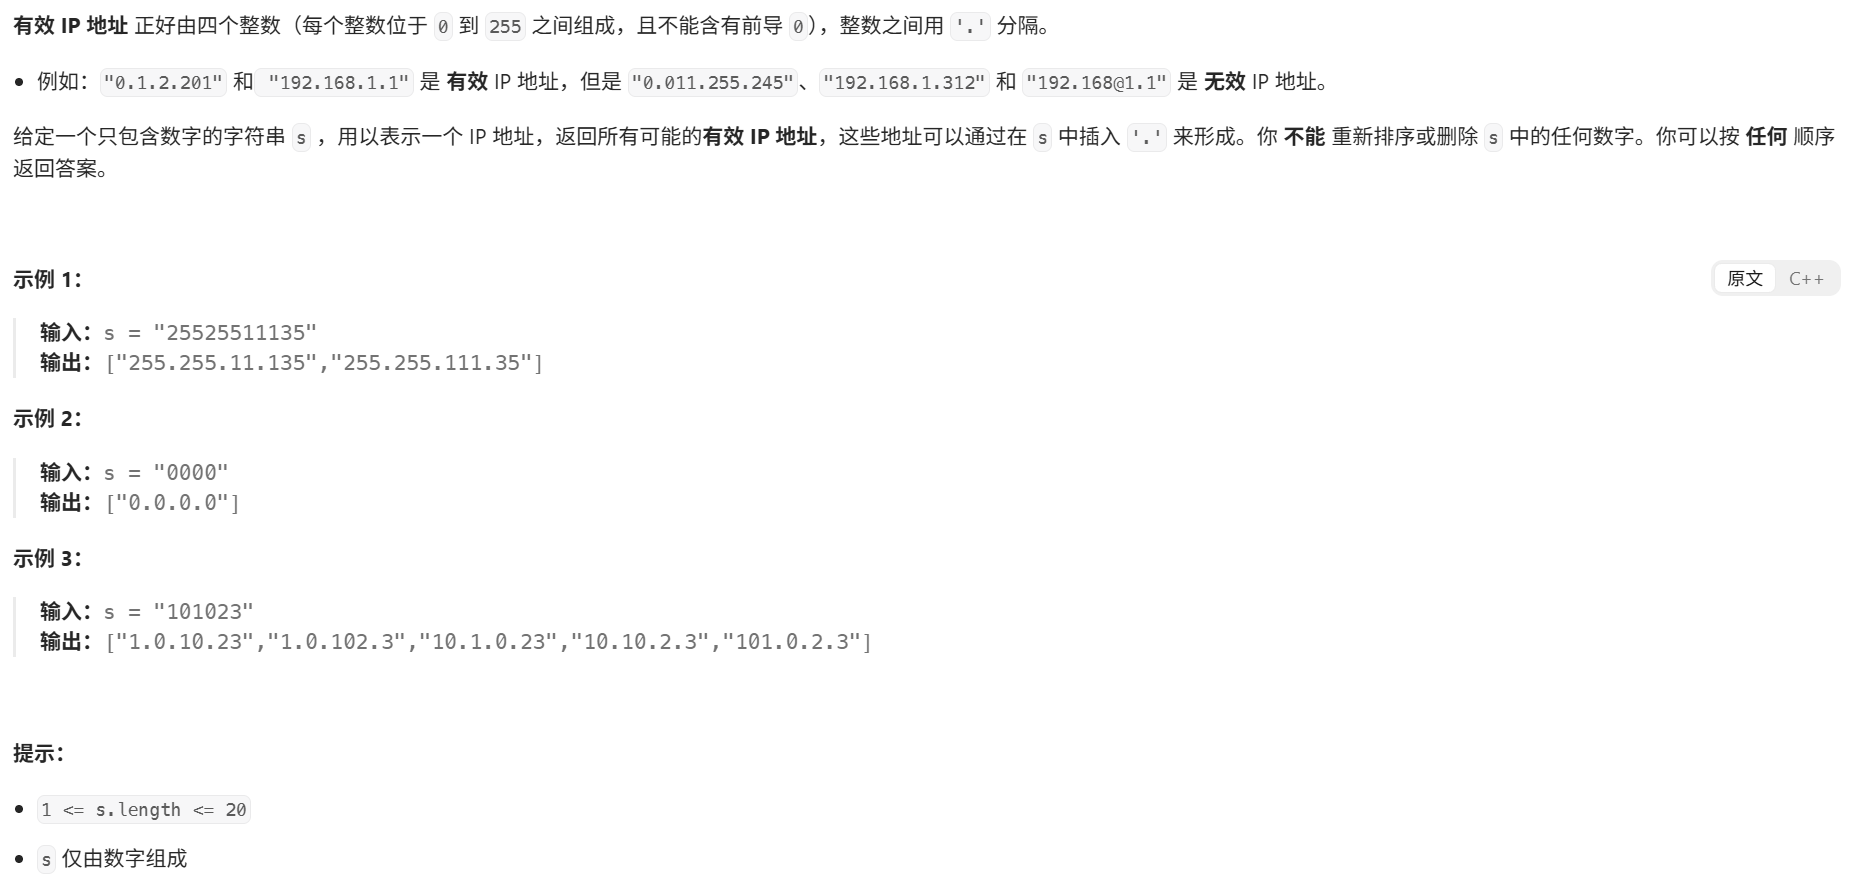 有效 IP 地址 正好由四个整数（每个整数位于 0 到 255 之间组成，且不能含有前导 0），整数之间用 '.' 分隔。
例如："0.1.2.201" 和 "192.168.1.1" 是 有效 IP 地址，但是 "0.011.255.245"、"192.168.1.312" 和 "192.168@1.1" 是 无效 IP 地址。
给定一个只包含数字的字符串 s ，用以表示一个 IP 地址，返回所有可能的有效 IP 地址，这些地址可以通过在 s 中插入 '.' 来形成。你 不能 重新排序或删除 s 中的任何数字。你可以按 任何 顺序
返回答案。
示例 1：
原文 C++
输入：s = "25525511135"
输出：["255.255.11.135","255.255.111.35"]
示例 2：
输入：s = "0000"
输出：["0.0.0.0"]
示例 3：
输入：s = "101023"
输出：["1.0.10.23","1.0.102.3","10.1.0.23","10.10.2.3","101.0.2.3"]
提示：
1 <= s.length <= 20
s 仅由数字组成